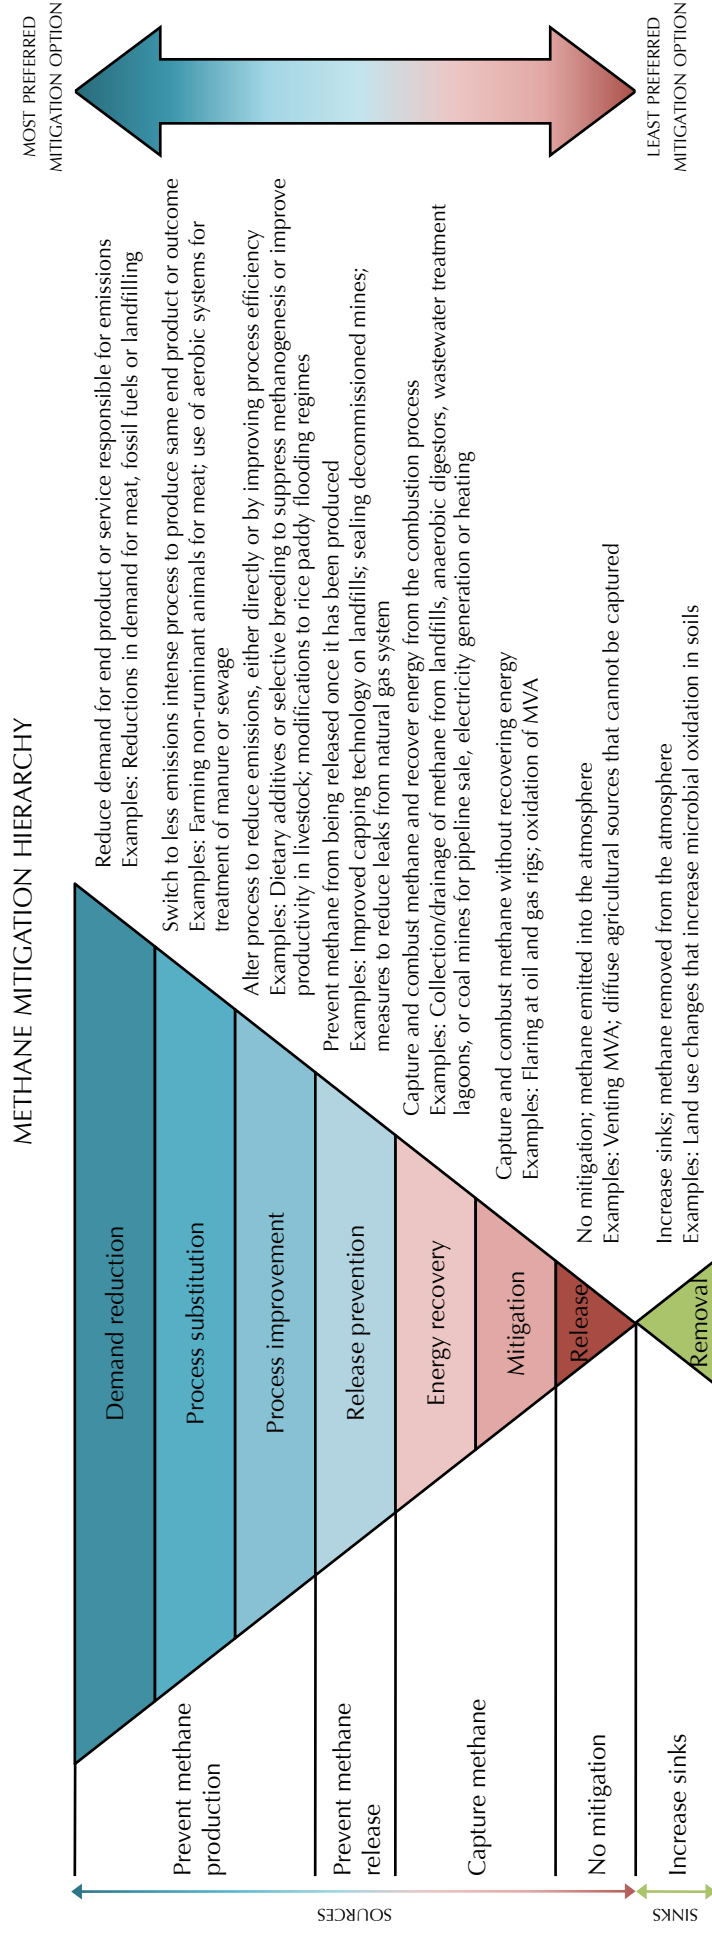 METHANE MITIGATION HIERARCHY
SOURCES
SINKS
Prevent methane
production
Prevent methane
release
Capture methane
No mitigation
Increase sinks
Demand reduction
Process substitution
Process improvement
Release prevention
Energy recovery
Mitigation
Release
Removal
Reduce demand for end product or service responsible for emissions
Examples: Reductions in demand for meat, fossil fuels or landfilling
Switch to less emissions intense process to produce same end product or outcome
Examples: Farming non-ruminant animals for meat; use of aerobic systems for
treatment of manure or sewage
Alter process to reduce emissions, either directly or by improving process efficiency
Examples: Dietary additives or selective breeding to suppress methanogenesis or improve
productivity in livestock; modifications to rice paddy flooding regimes
Prevent methane from being released once it has been produced
Examples: Improved capping technology on landfills; sealing decommissioned mines;
measures to reduce leaks from natural gas system
Capture and combust methane and recover energy from the combustion process
Examples: Collection/drainage of methane from landfills, anaerobic digestors, wastewater treatment
lagoons, or coal mines for pipeline sale, electricity generation or heating
Capture and combust methane without recovering energy
Examples: Flaring at oil and gas rigs; oxidation of MVA
No mitigation; methane emitted into the atmosphere
Examples: Venting MVA; diffuse agricultural sources that cannot be captured
Increase sinks; methane removed from the atmosphere
Examples: Land use changes that increase microbial oxidation in soils
MOST PREFERRED
MITIGATION OPTION
LEAST PREFERRED
MITIGATION OPTION